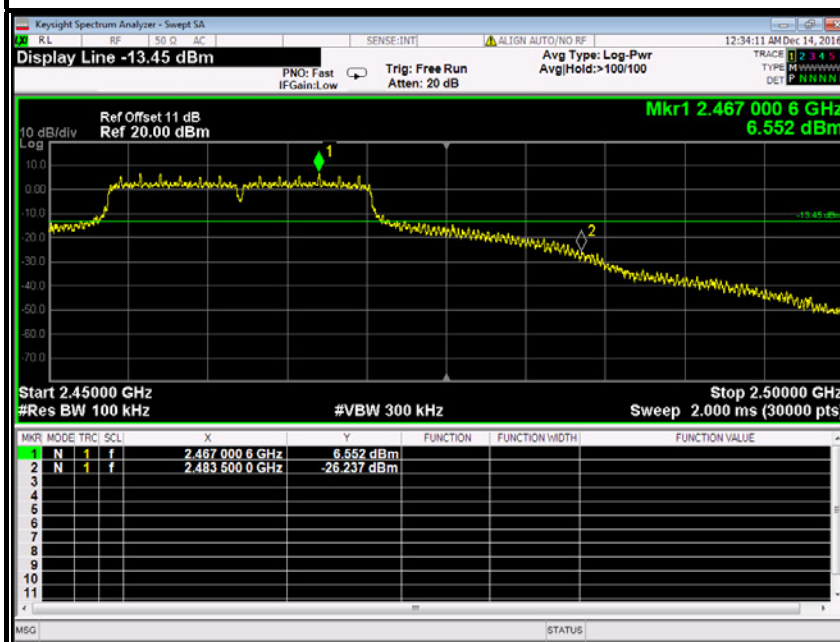 Keysight Spectrum Analyzer - Swept SA
RL RF 50 Ω AC SENSE:INT ALIGN AUTO/NO RF 12:34:11 AM Dec 14, 2016
Display Line -13.45 dBm
PNO: Fast Trig: Free Run Avg Type: Log-Pwr TRACE 1 2 3 4 5
IFGain:Low Atten: 20 dB Avg|Hold:>100/100 TYPE M
DET P N N N N
Mkr1 2.467 000 6 GHz
Ref Offset 11 dB
10 dB/div Ref 20.00 dBm 6.552 dBm
Log
1
10.0
0.00
-10.0
-13.45 dBm
2
-20.0
-30.0
-40.0
-50.0
-60.0
-70.0
Start 2.45000 GHz Stop 2.50000 GHz
#Res BW 100 kHz #VBW 300 kHz Sweep 2.000 ms (30000 pts)
MKR MODE TRC SCL X Y FUNCTION FUNCTION WIDTH FUNCTION VALUE
1 N 1 f 2.467 000 6 GHz 6.552 dBm
2 N 1 f 2.483 500 0 GHz -26.237 dBm
3
4
5
6
7
8
9
10
11
MSG STATUS